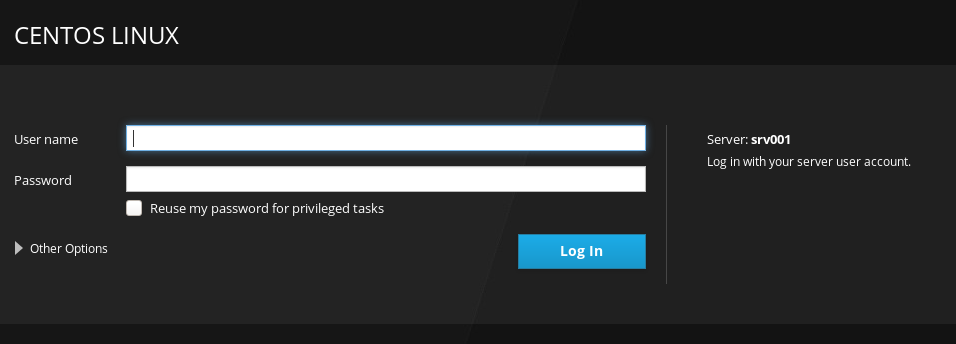 CENTOS LINUX
User name
Password
Reuse my password for privileged tasks
Other Options
Log In
Server: srv001
Log in with your server user account.